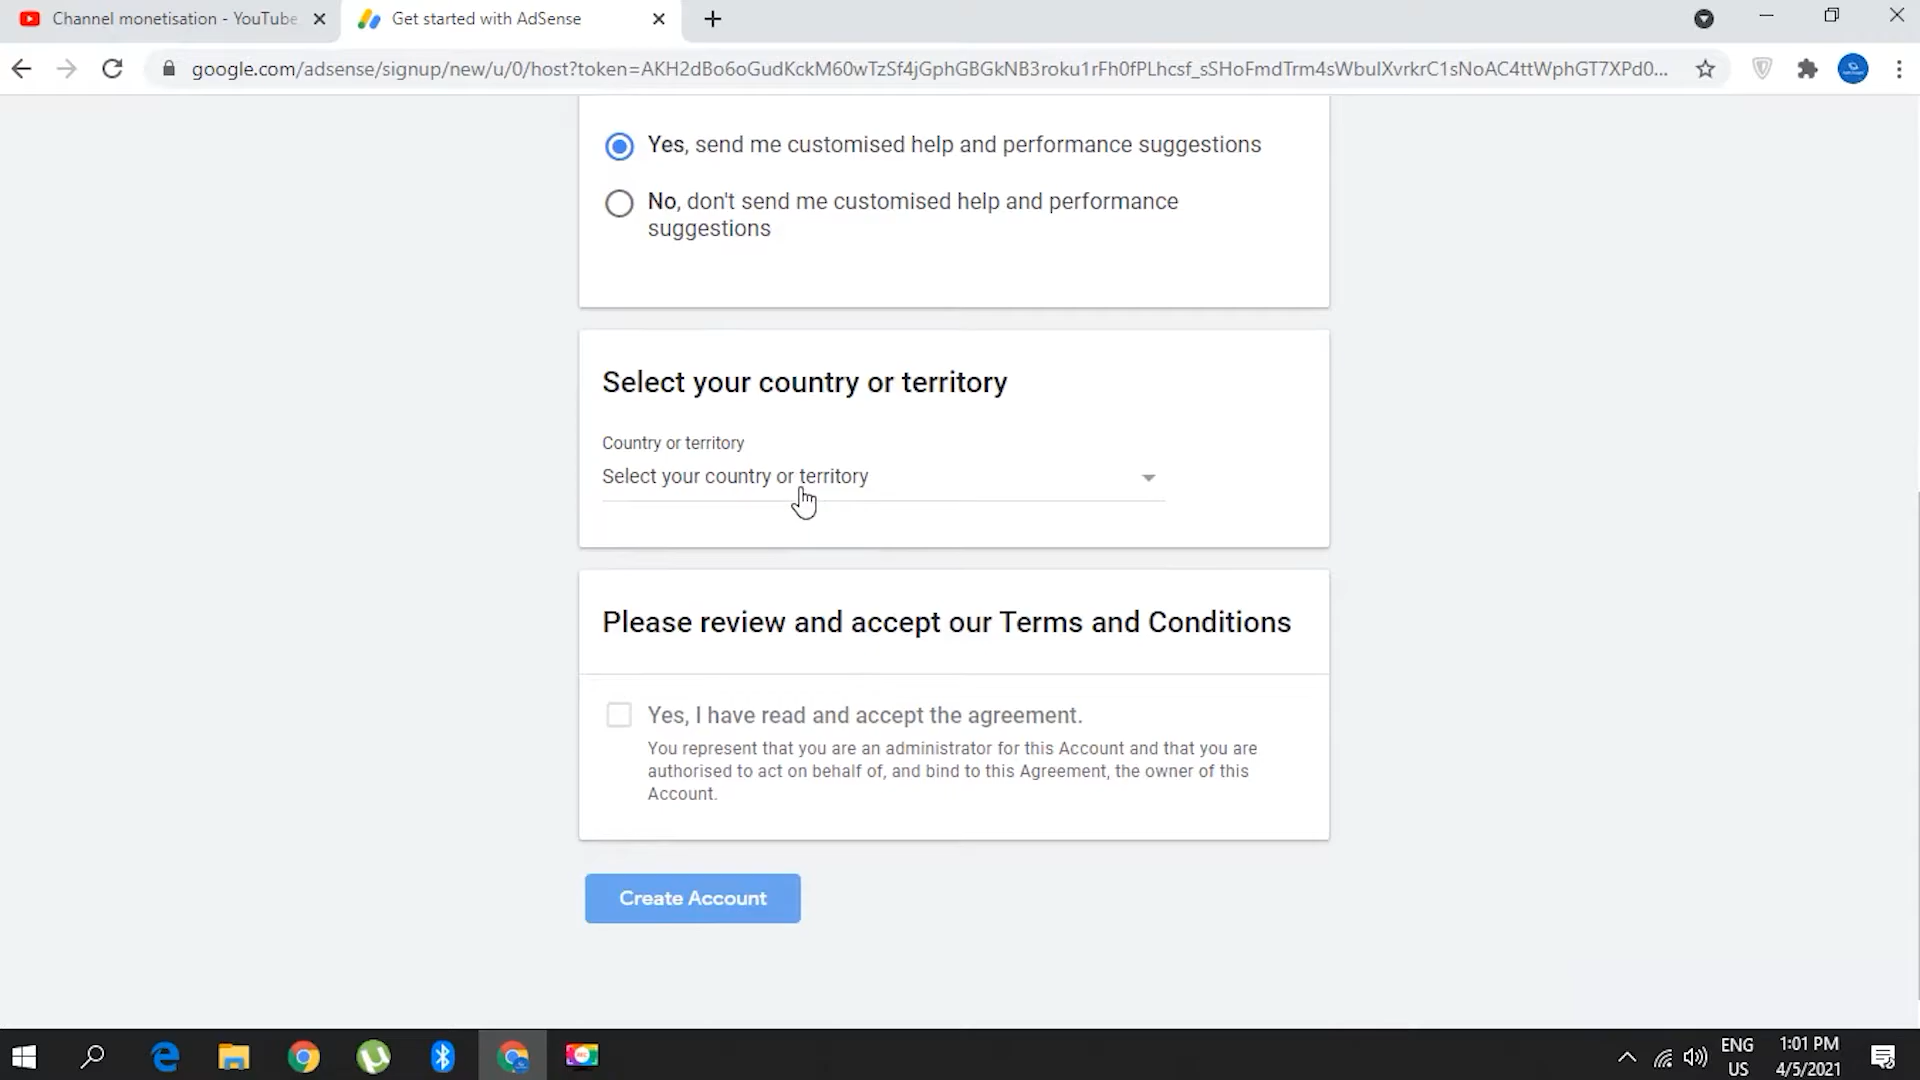 Channel monetisation - YouTube
Get started with AdSense
google.com/adsense/signup/new/u/0/host?token=AKH2dBo6oGudKckM60wTzSf4jGphGBGkNB3roku1rFh0fPLhcsf_sSHoFmdTrm4sWbuIXvrkrC1sNoAC4ttWphGT7XPd0...
Yes, send me customised help and performance suggestions
No, don't send me customised help and performance
suggestions
Select your country or territory
Country or territory
Select your country or territory
Please review and accept our Terms and Conditions
Yes, I have read and accept the agreement.
You represent that you are an administrator for this Account and that you are
authorised to act on behalf of, and bind to this Agreement, the owner of this
Account.
Create Account
ENG
US
1:01 PM
4/5/2021